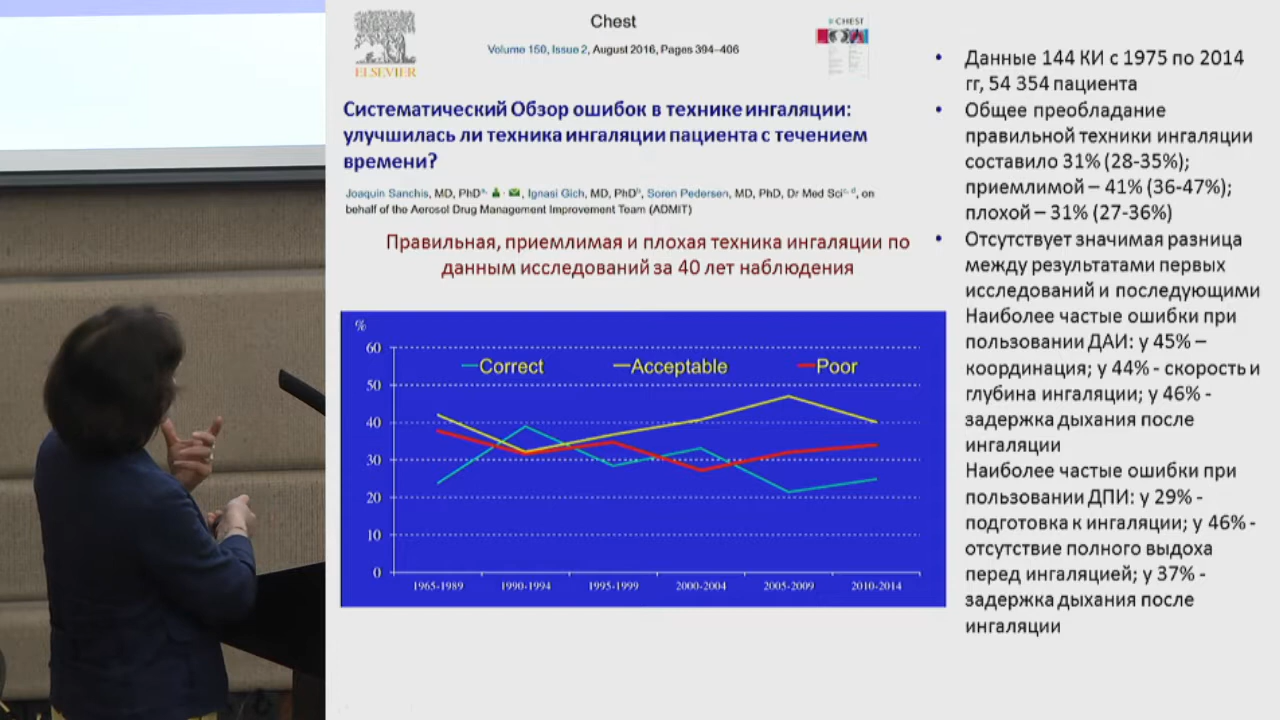 ELSEVIER
Chest
Volume 150, Issue 2, August 2016, Pages 394–406
CHEST
Систематический Обзор ошибок в технике ингаляции:
улучшилась ли техника ингаляции пациента с течением
времени?
Joaquin Sanchis, MD, PhD, Ignasi Gich, MD, PhD, Soren Pedersen, MD, PhD, Dr Med Sci, on
behalf of the Aerosol Drug Management Improvement Team (ADMIT)
Правильная, приемлимая и плохая техника ингаляции по
данным исследований за 40 лет наблюдения
%
60
50
40
30
20
10
0
Correct
Acceptable
Poor
1965-1989
1990-1994
1995-1999
2000-2004
2005-2009
2010-2014
• Данные 144 КИ с 1975 по 2014
гг, 54 354 пациента
• Общее преобладание
правильной техники ингаляции
составило 31% (28-35%);
приемлимой – 41% (36-47%);
плохой – 31% (27-36%)
• Отсутствует значимая разница
между результатами первых
исследований и последующими
Наиболее частые ошибки при
пользовании ДАИ: у 45% –
координация; у 44% - скорость и
глубина ингаляции; у 46% -
задержка дыхания после
ингаляции
Наиболее частые ошибки при
пользовании ДПИ: у 29% -
подготовка к ингаляции; у 46% -
отсутствие полного выдоха
перед ингаляцией; у 37% -
задержка дыхания после
ингаляции